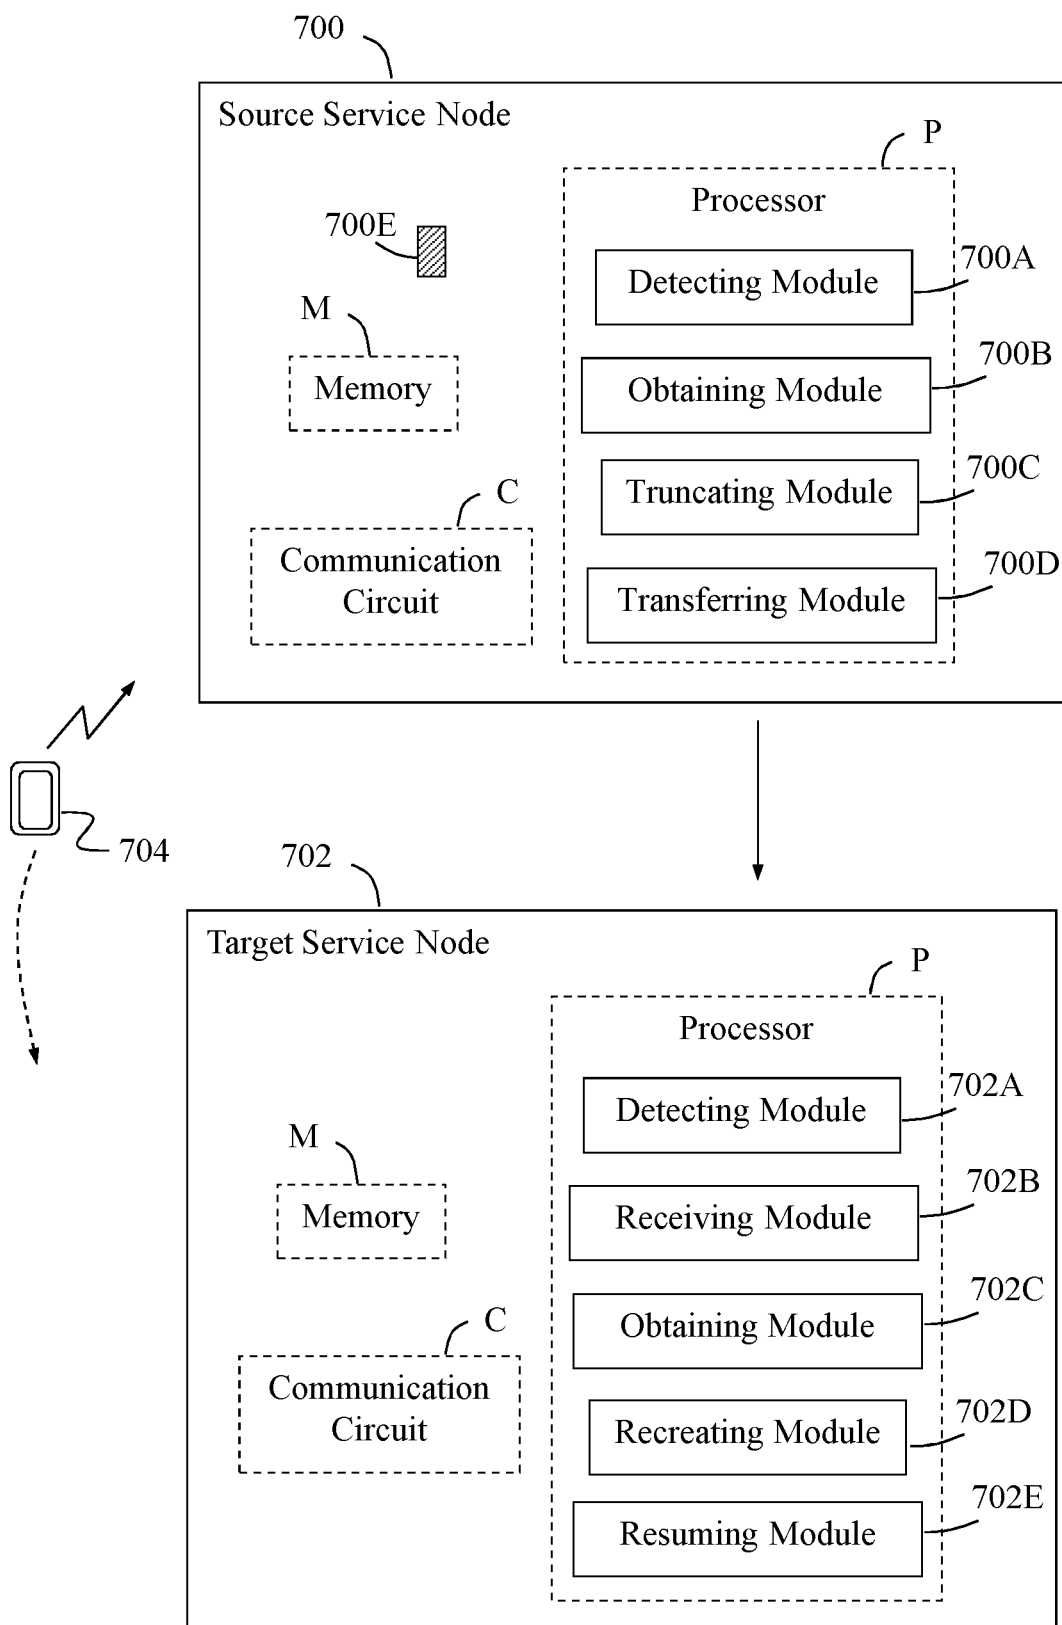 700
Source Service Node
P
Processor
700E
Detecting Module
700A
M
Memory
Obtaining Module
700B
Truncating Module
700C
C
Communication
Circuit
Transferring Module
700D
704
702
Target Service Node
P
Processor
Detecting Module
702A
M
Memory
Receiving Module
702B
Obtaining Module
702C
C
Communication
Circuit
Recreating Module
702D
Resuming Module
702E